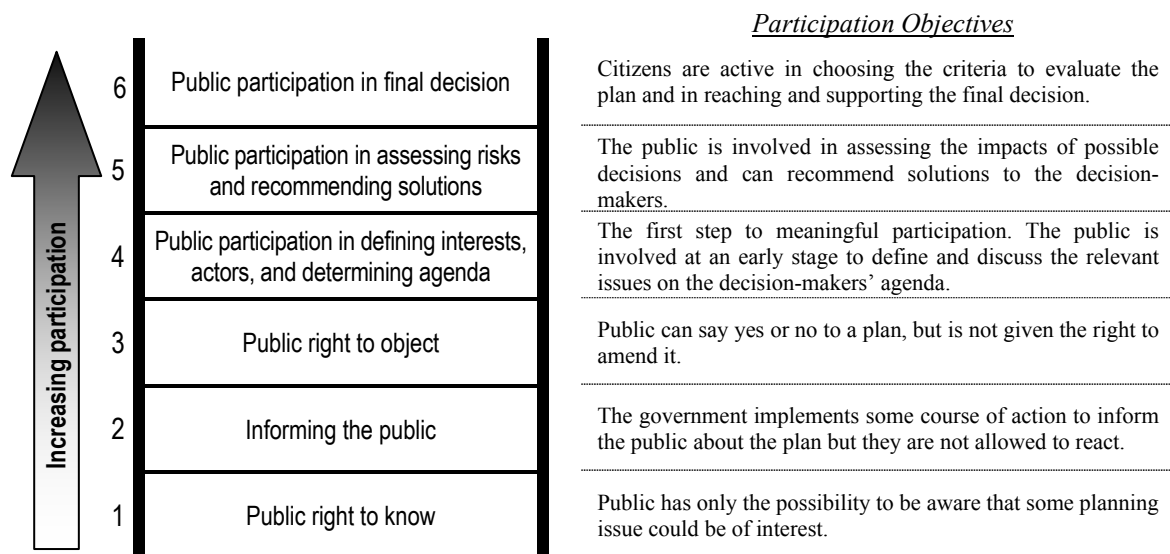 Participation Objectives
Increasing participation
6
Public participation in final decision
Citizens are active in choosing the criteria to evaluate the
plan and in reaching and supporting the final decision.
5
Public participation in assessing risks
and recommending solutions
The public is involved in assessing the impacts of possible
decisions and can recommend solutions to the decision-
makers.
4
Public participation in defining interests,
actors, and determining agenda
The first step to meaningful participation. The public is
involved at an early stage to define and discuss the relevant
issues on the decision-makers’ agenda.
3
Public right to object
Public can say yes or no to a plan, but is not given the right to
amend it.
2
Informing the public
The government implements some course of action to inform
the public about the plan but they are not allowed to react.
1
Public right to know
Public has only the possibility to be aware that some planning
issue could be of interest.